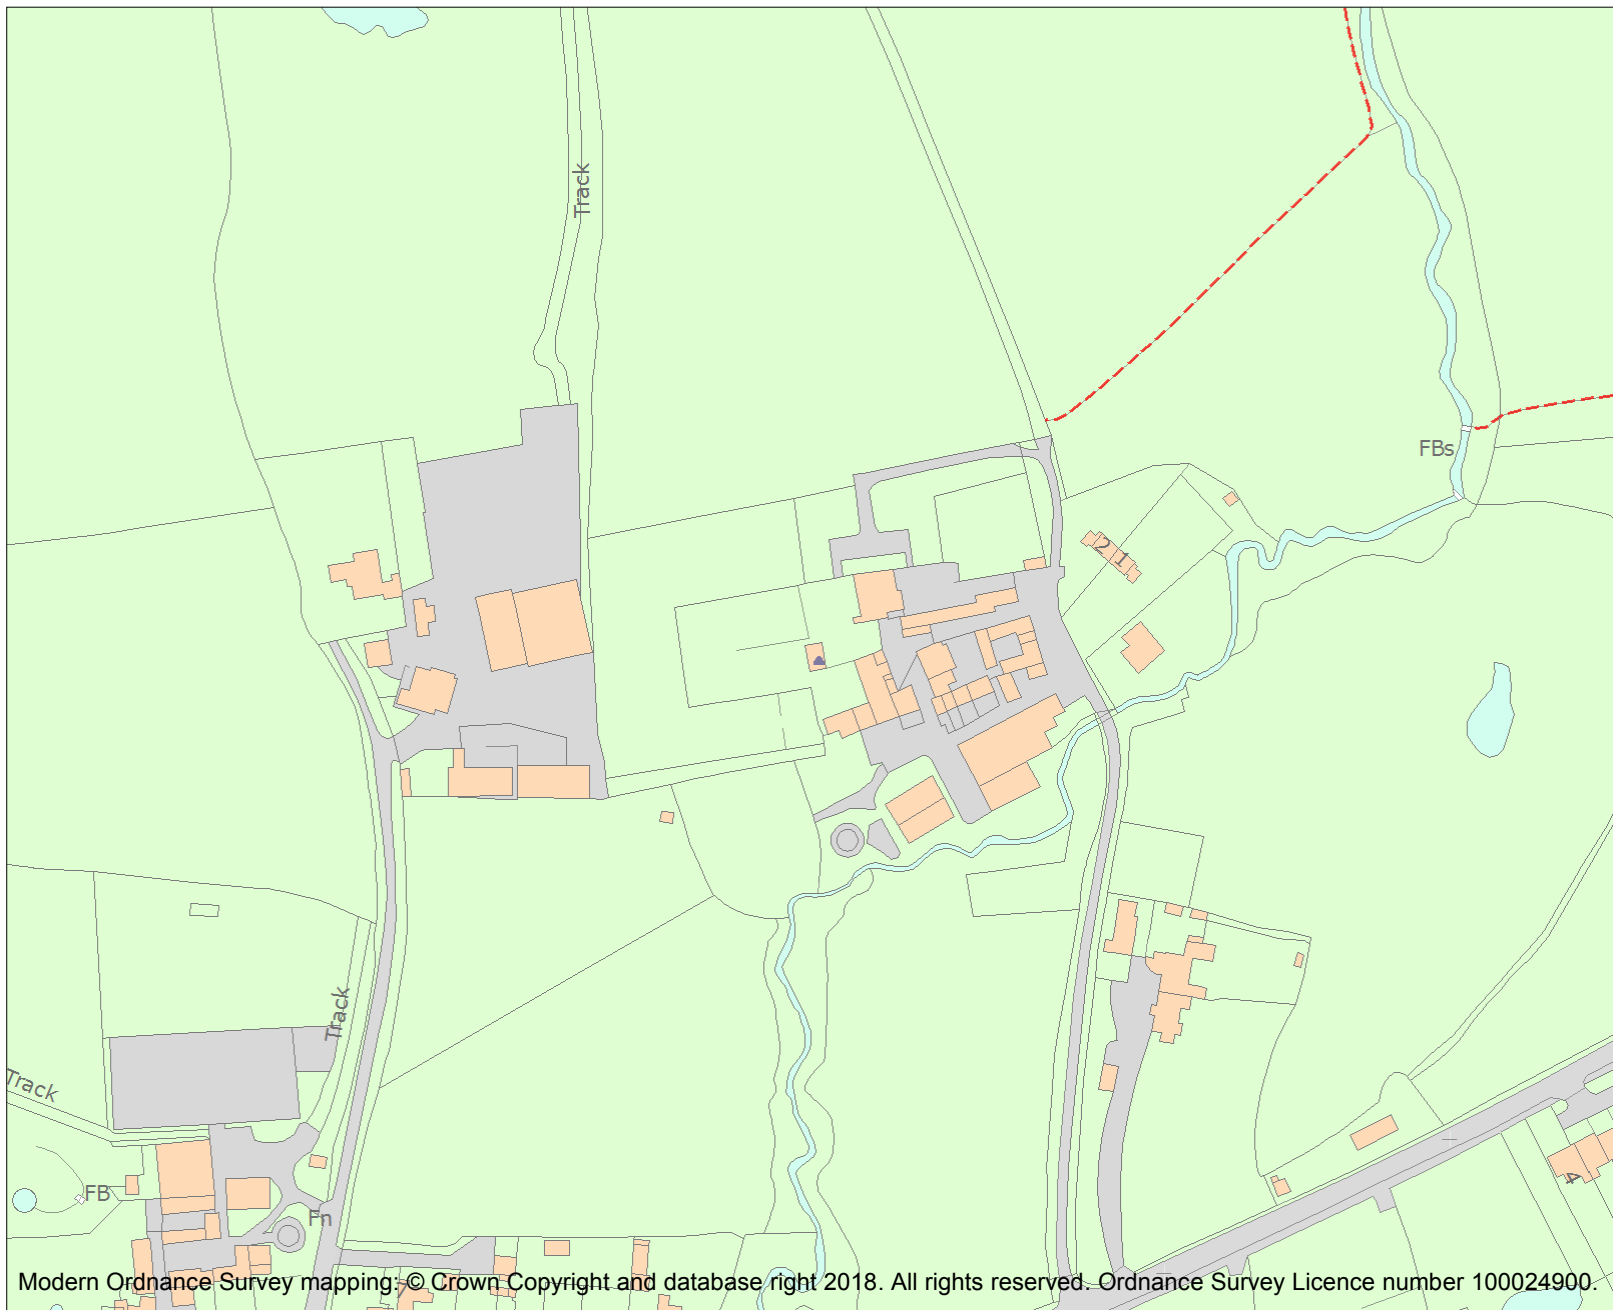 Track
FBs
2
1
Track
Track
FB
Fn
4
7
Modern Ordnance Survey mapping: © Crown Copyright and database right 2018. All rights reserved. Ordnance Survey Licence number 100024900.